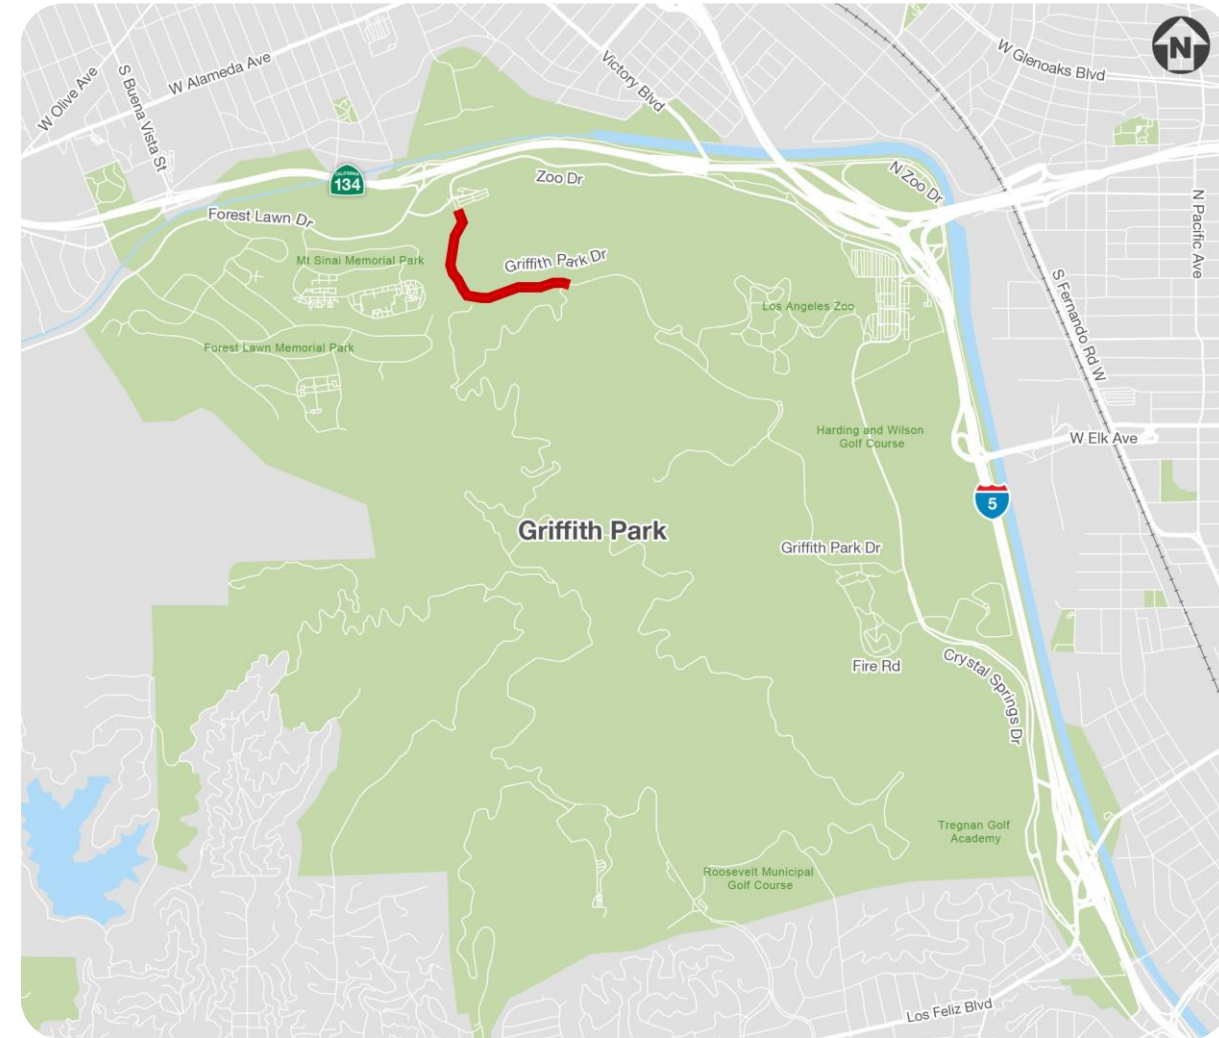 N
W Glenoaks Blvd
Victory Blvd
W Alameda Ave
W Olive Ave
S Buena Vista St
CALIFORNIA
134
Zoo Dr
N Zoo Dr
N Pacific Ave
Forest Lawn Dr
Mt Sinai Memorial Park
Griffith Park Dr
Los Angeles Zoo
S Fernando Rd W
Forest Lawn Memorial Park
Harding and Wilson
Golf Course
W Elk Ave
5
Griffith Park
Griffith Park Dr
Fire Rd
Crystal Springs Dr
Tregnan Golf
Academy
Roosevelt Municipal
Golf Course
Los Feliz Blvd